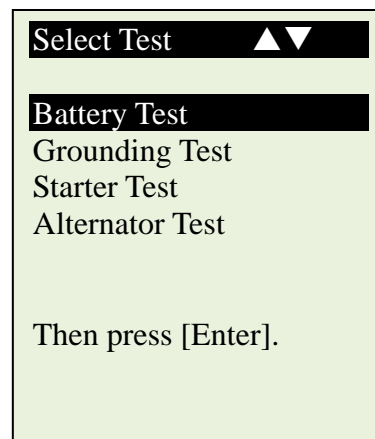 Select Test ▲▼
Battery Test
Grounding Test
Starter Test
Alternator Test
Then press [Enter].